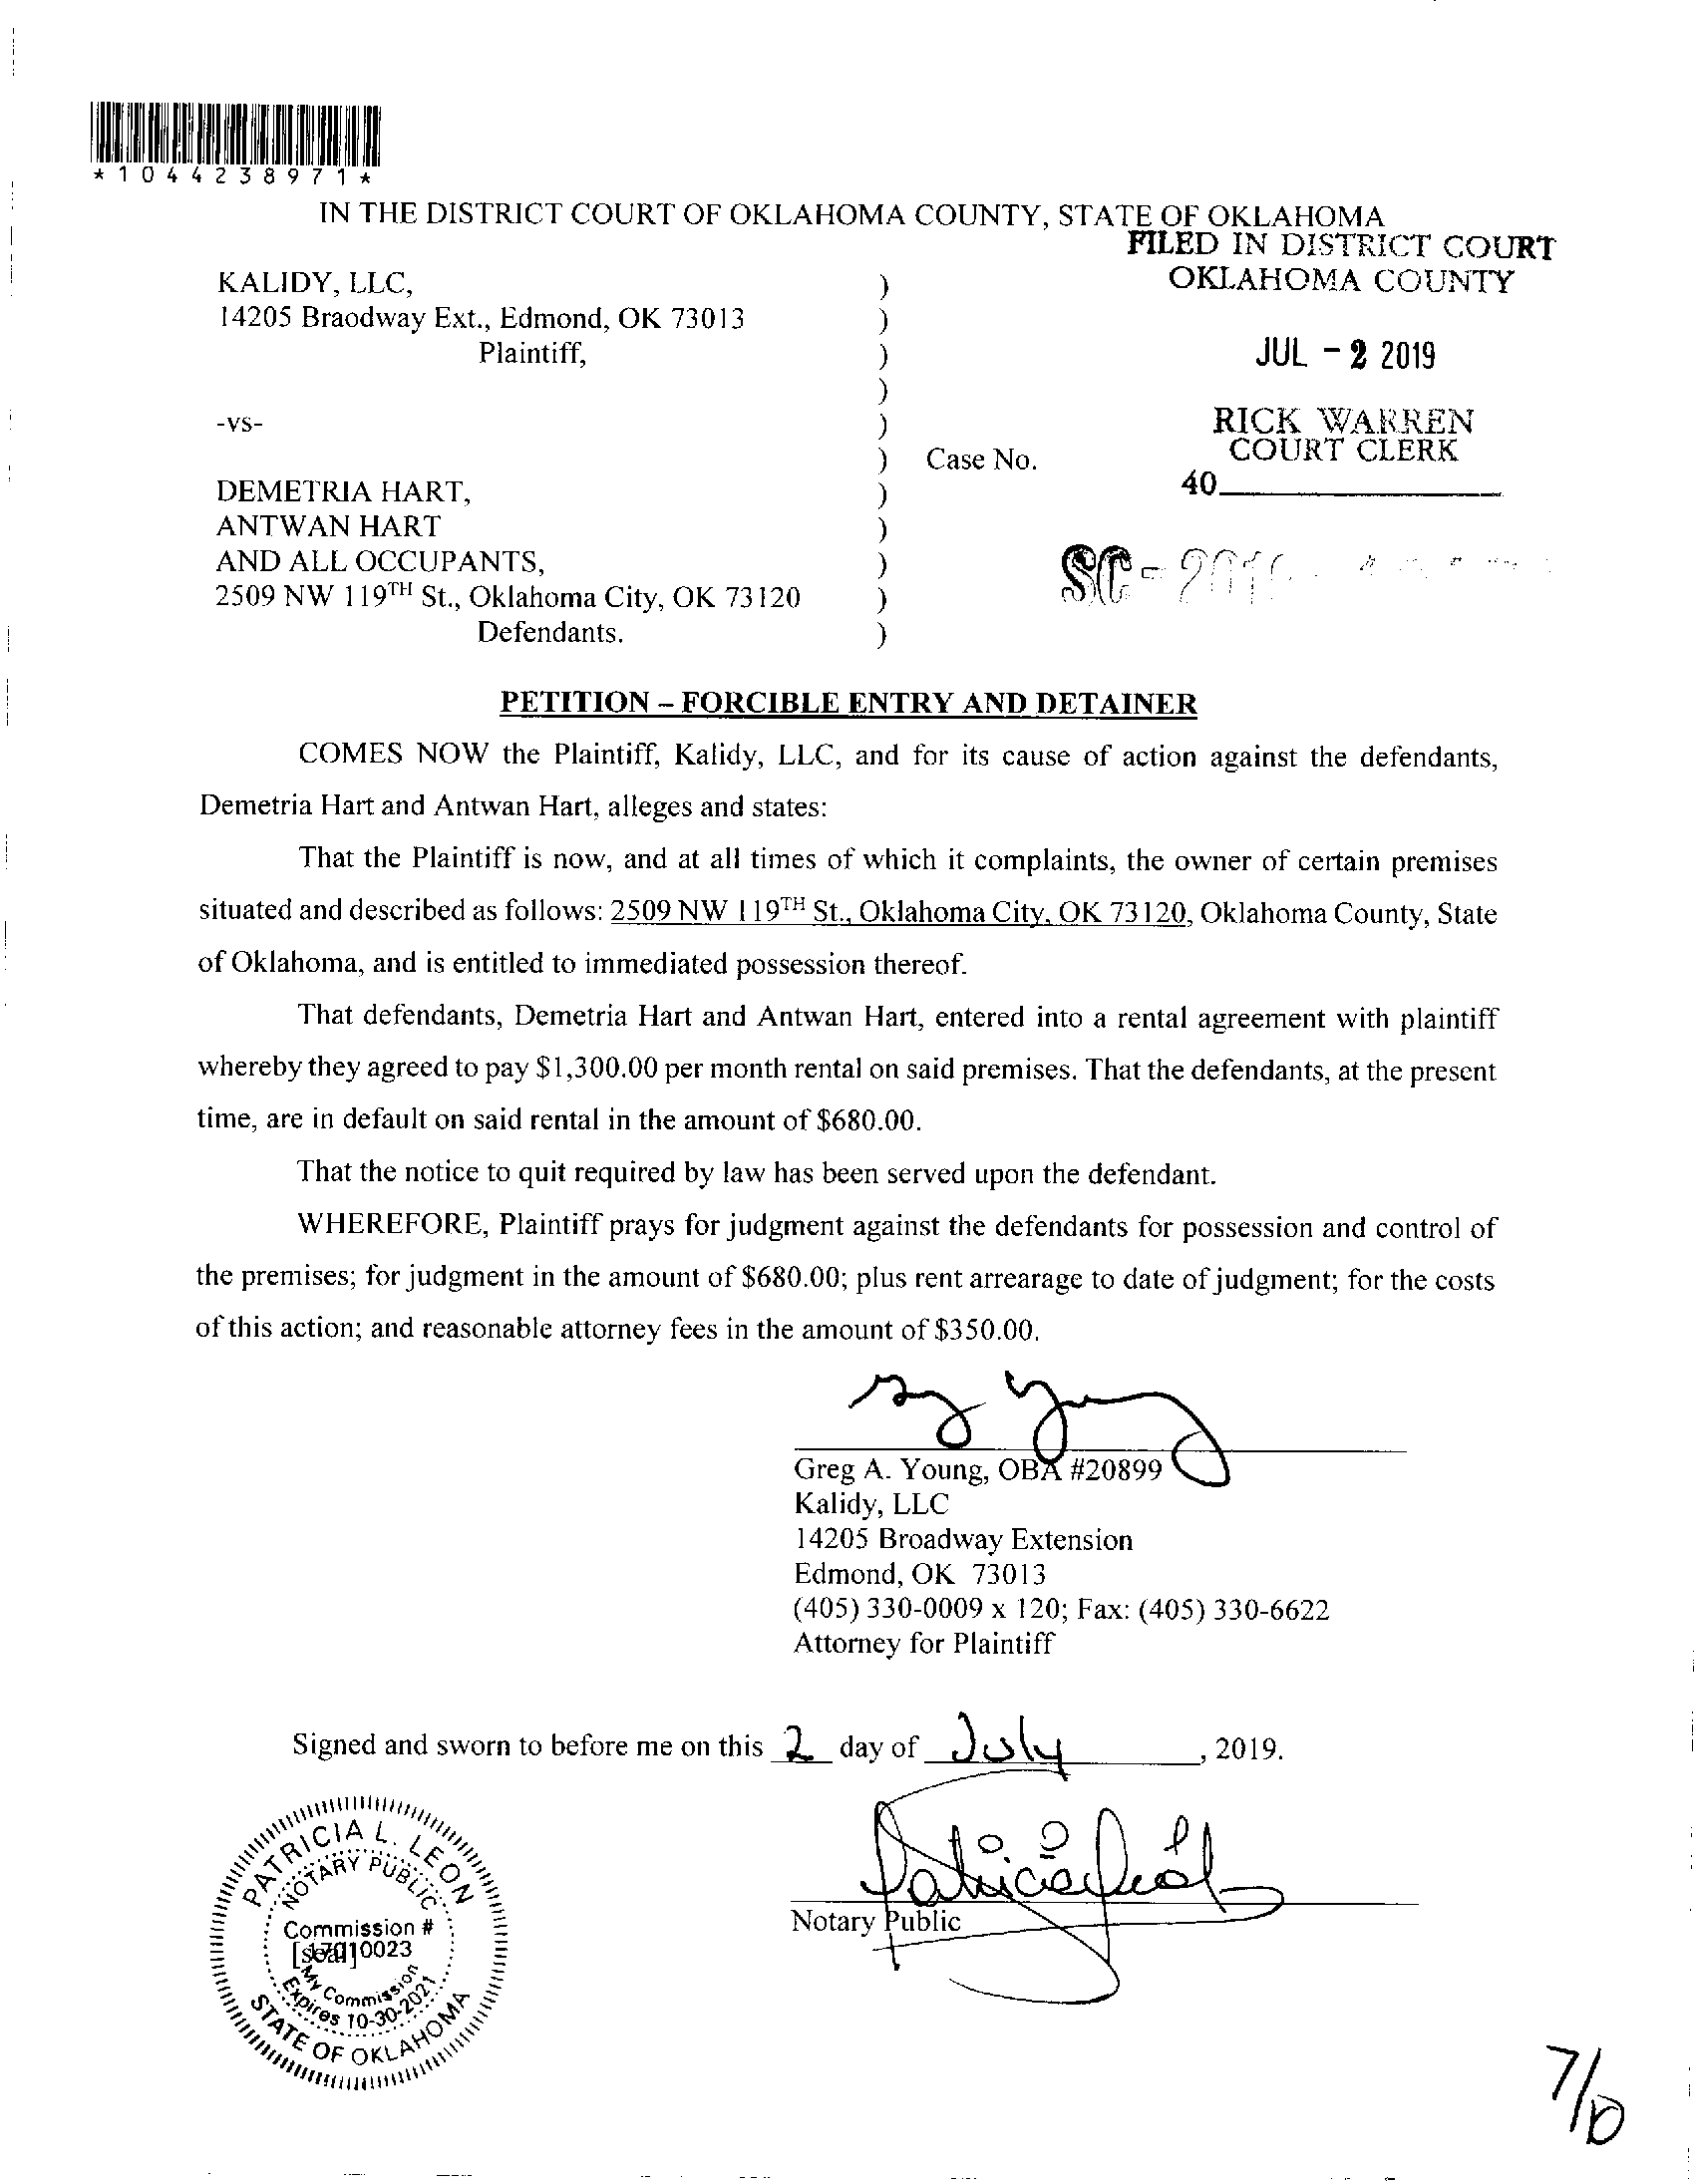 *1044238971*
IN THE DISTRICT COURT OF OKLAHOMA COUNTY, STATE OF OKLAHOMA
FILED IN DISTRICT COURT
OKLAHOMA COUNTY
JUL - 2 2019
RICK WARREN
COURT CLERK
40
KALIDY, LLC, )
14205 Braodway Ext., Edmond, OK 73013 )
Plaintiff, )
)
-vs- )
) Case No.
DEMETRIA HART, )
ANTWAN HART )
AND ALL OCCUPANTS, )
2509 NW 119TH St., Oklahoma City, OK 73120 )
Defendants. )
SC -
PETITION – FORCIBLE ENTRY AND DETAINER
COMES NOW the Plaintiff, Kalidy, LLC, and for its cause of action against the defendants,
Demetria Hart and Antwan Hart, alleges and states:
That the Plaintiff is now, and at all times of which it complaints, the owner of certain premises
situated and described as follows: 2509 NW 119TH St., Oklahoma City, OK 73120, Oklahoma County, State
of Oklahoma, and is entitled to immediated possession thereof.
That defendants, Demetria Hart and Antwan Hart, entered into a rental agreement with plaintiff
whereby they agreed to pay $1,300.00 per month rental on said premises. That the defendants, at the present
time, are in default on said rental in the amount of $680.00.
That the notice to quit required by law has been served upon the defendant.
WHEREFORE, Plaintiff prays for judgment against the defendants for possession and control of
the premises; for judgment in the amount of $680.00; plus rent arrearage to date of judgment; for the costs
of this action; and reasonable attorney fees in the amount of $350.00.
Greg A. Young, OBA #20899
Kalidy, LLC
14205 Broadway Extension
Edmond, OK 73013
(405) 330-0009 x 120; Fax: (405) 330-6622
Attorney for Plaintiff
Signed and sworn to before me on this 2 day of July, 2019.
Notary Public
PATRICIA L. LEON
NOTARY PUBLIC
Commission #
[seal]
17010023
My Commission
Expires 10-30-2021
STATE OF OKLAHOMA
7/10